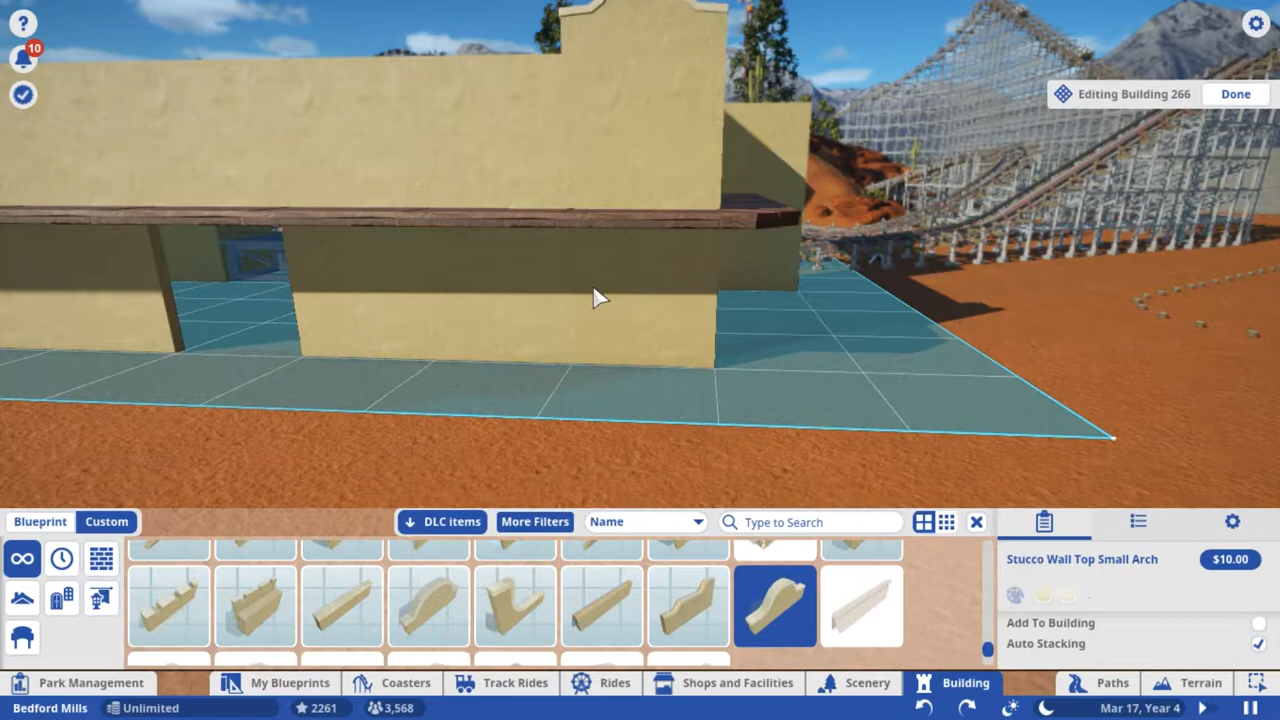 ?
10
Editing Building 266 Done
Blueprint Custom DLC items More Filters Name Type to Search
Stucco Wall Top Small Arch $10.00
Add To Building
Auto Stacking
Park Management My Blueprints Coasters Track Rides Rides Shops and Facilities Scenery Building Paths Terrain
Bedford Mills Unlimited 2261 3,568 Mar 17, Year 4